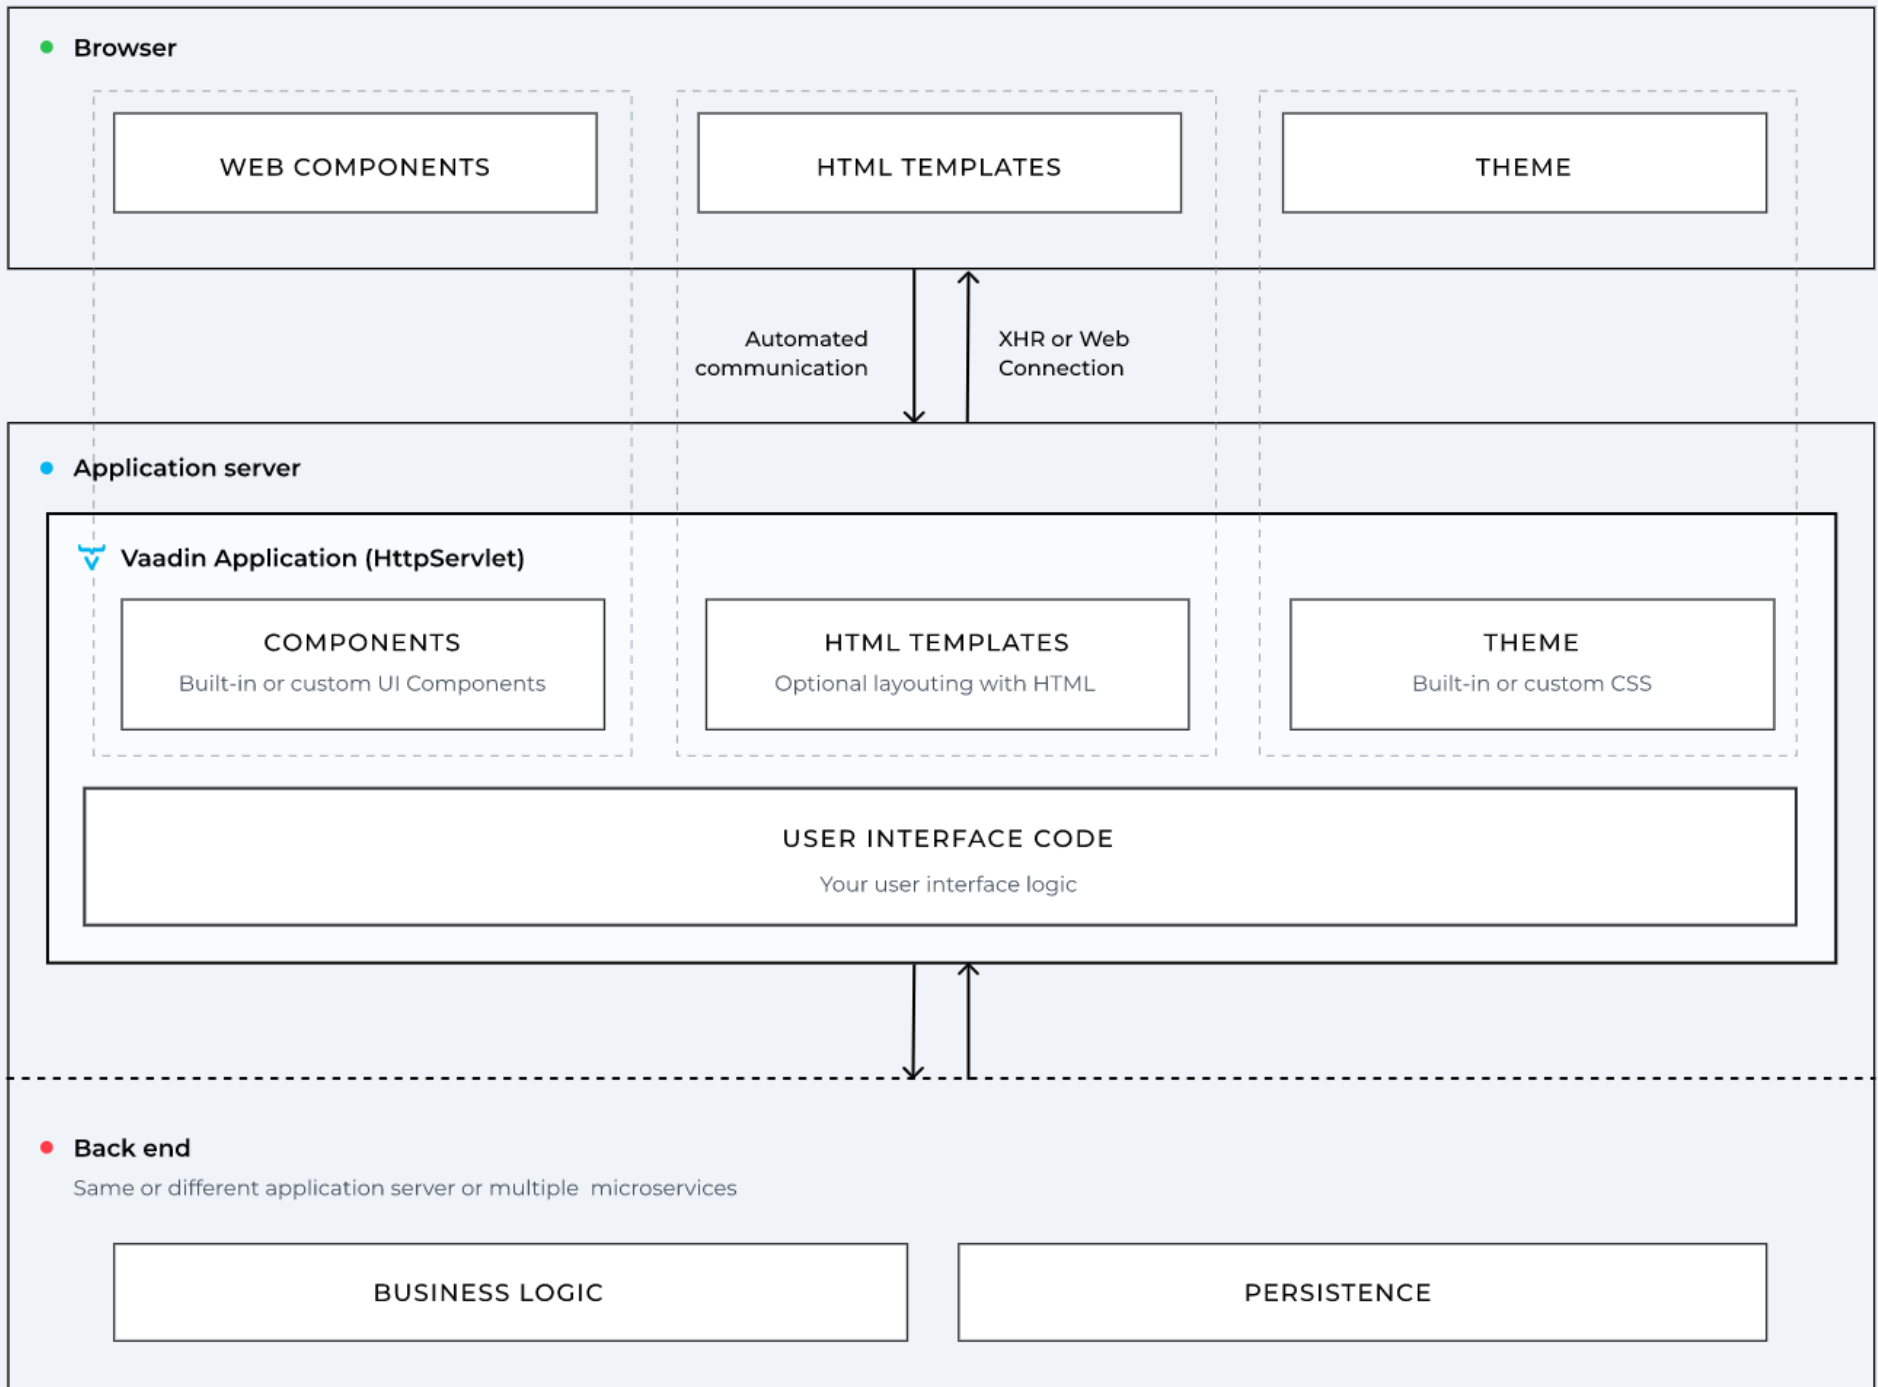 Browser
WEB COMPONENTS
HTML TEMPLATES
THEME
Automated
communication
XHR or Web
Connection
Application server
Vaadin Application (HttpServlet)
COMPONENTS
Built-in or custom UI Components
HTML TEMPLATES
Optional layouting with HTML
THEME
Built-in or custom CSS
USER INTERFACE CODE
Your user interface logic
Back end
Same or different application server or multiple  microservices
BUSINESS LOGIC
PERSISTENCE